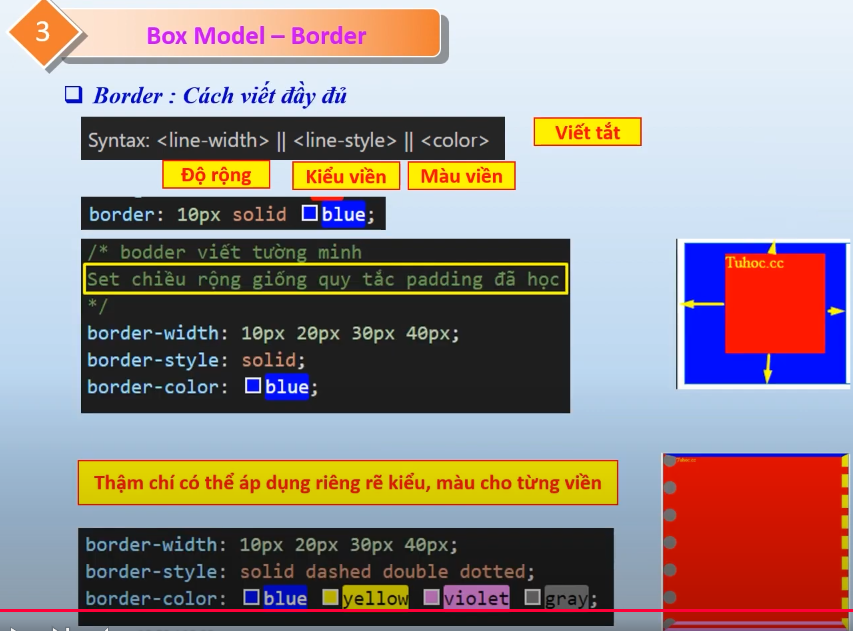 3
Box Model – Border
Border : Cách viết đầy đủ
Syntax: <line-width> || <line-style> || <color>
Viết tắt
Độ rộng
Kiểu viền
Màu viền
border: 10px solid blue;
/* bodder viết tường minh
Set chiều rộng giống quy tắc padding đã học
*/
border-width: 10px 20px 30px 40px;
border-style: solid;
border-color: blue;
Tuhoc.cc
Thậm chí có thể áp dụng riêng rẽ kiểu, màu cho từng viền
Tuhoc.cc
border-width: 10px 20px 30px 40px;
border-style: solid dashed double dotted;
border-color: blue yellow violet gray;